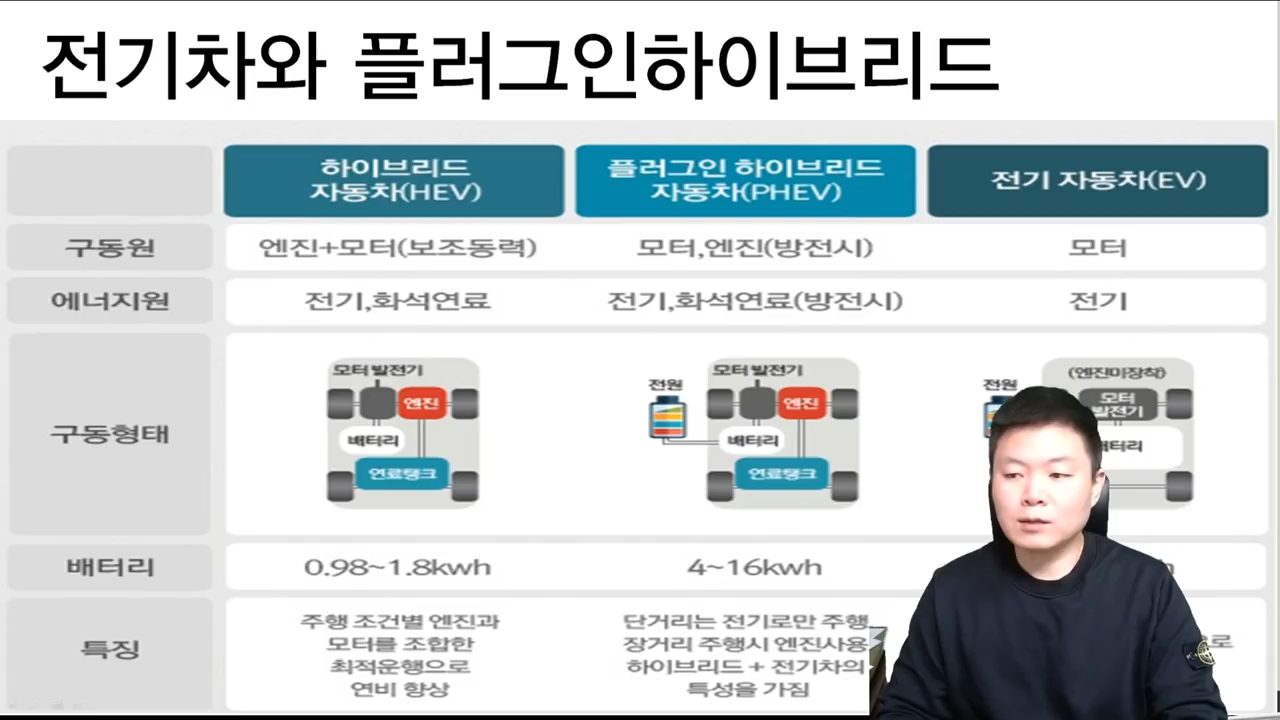 전기차와 플러그인하이브리드
하이브리드
자동차(HEV)
플러그인 하이브리드
자동차(PHEV)
전기 자동차(EV)
구동원
엔진+모터(보조동력)
모터,엔진(방전시)
모터
에너지원
전기,화석연료
전기,화석연료(방전시)
전기
구동형태
모터 발전기
엔진
배터리
연료탱크
전원
모터 발전기
엔진
배터리
연료탱크
전원
(엔진미장착)
모터
발전기
배터리
0.98~1.8kwh
4~16kwh
특징
주행 조건별 엔진과
모터를 조합한
최적운행으로
연비 향상
단거리는 전기로만 주행
장거리 주행시 엔진사용
하이브리드 + 전기차의
특성을 가짐